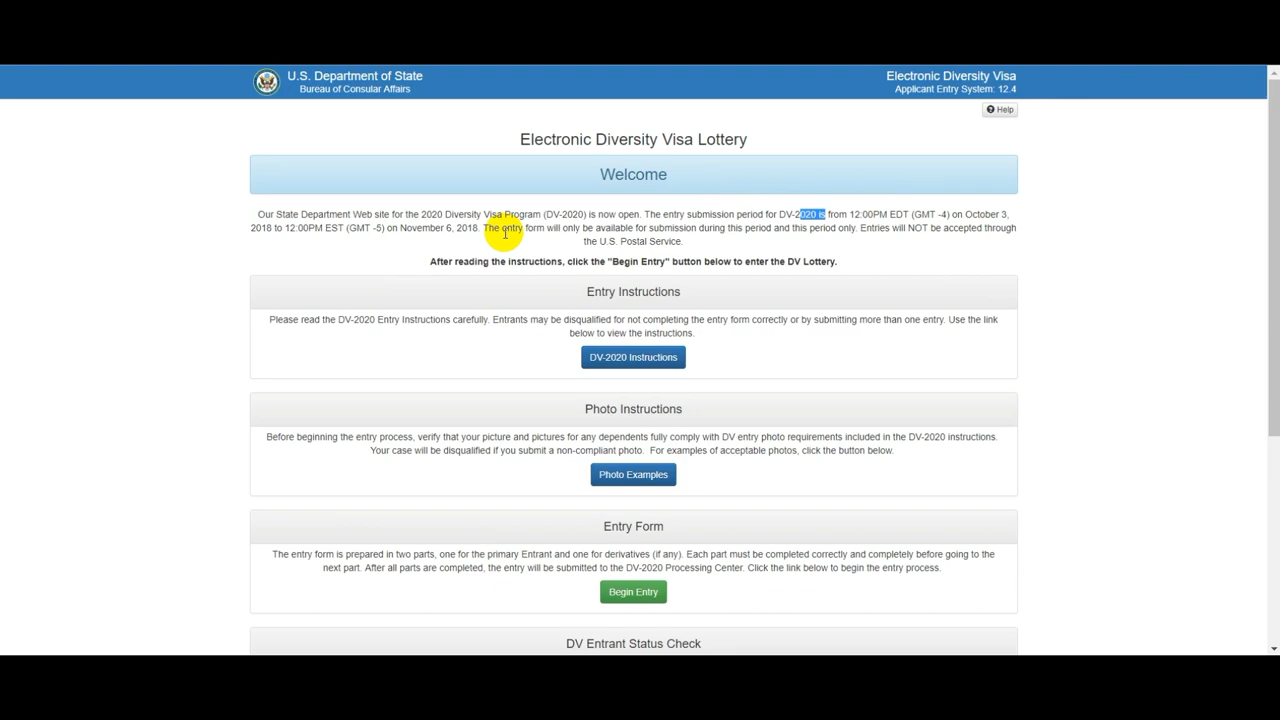 U.S. Department of State
Bureau of Consular Affairs
Electronic Diversity Visa
Applicant Entry System: 12.4
Help
Electronic Diversity Visa Lottery
Welcome
Our State Department Web site for the 2020 Diversity Visa Program (DV-2020) is now open. The entry submission period for DV-2020 is from 12:00PM EDT (GMT -4) on October 3,
2018 to 12:00PM EST (GMT -5) on November 6, 2018. The entry form will only be available for submission during this period and this period only. Entries will NOT be accepted through
the U.S. Postal Service.
After reading the instructions, click the "Begin Entry" button below to enter the DV Lottery.
Entry Instructions
Please read the DV-2020 Entry Instructions carefully. Entrants may be disqualified for not completing the entry form correctly or by submitting more than one entry. Use the link
below to view the instructions.
DV-2020 Instructions
Photo Instructions
Before beginning the entry process, verify that your picture and pictures for any dependents fully comply with DV entry photo requirements included in the DV-2020 instructions.
Your case will be disqualified if you submit a non-compliant photo. For examples of acceptable photos, click the button below.
Photo Examples
Entry Form
The entry form is prepared in two parts, one for the primary Entrant and one for derivatives (if any). Each part must be completed correctly and completely before going to the
next part. After all parts are completed, the entry will be submitted to the DV-2020 Processing Center. Click the link below to begin the entry process.
Begin Entry
DV Entrant Status Check